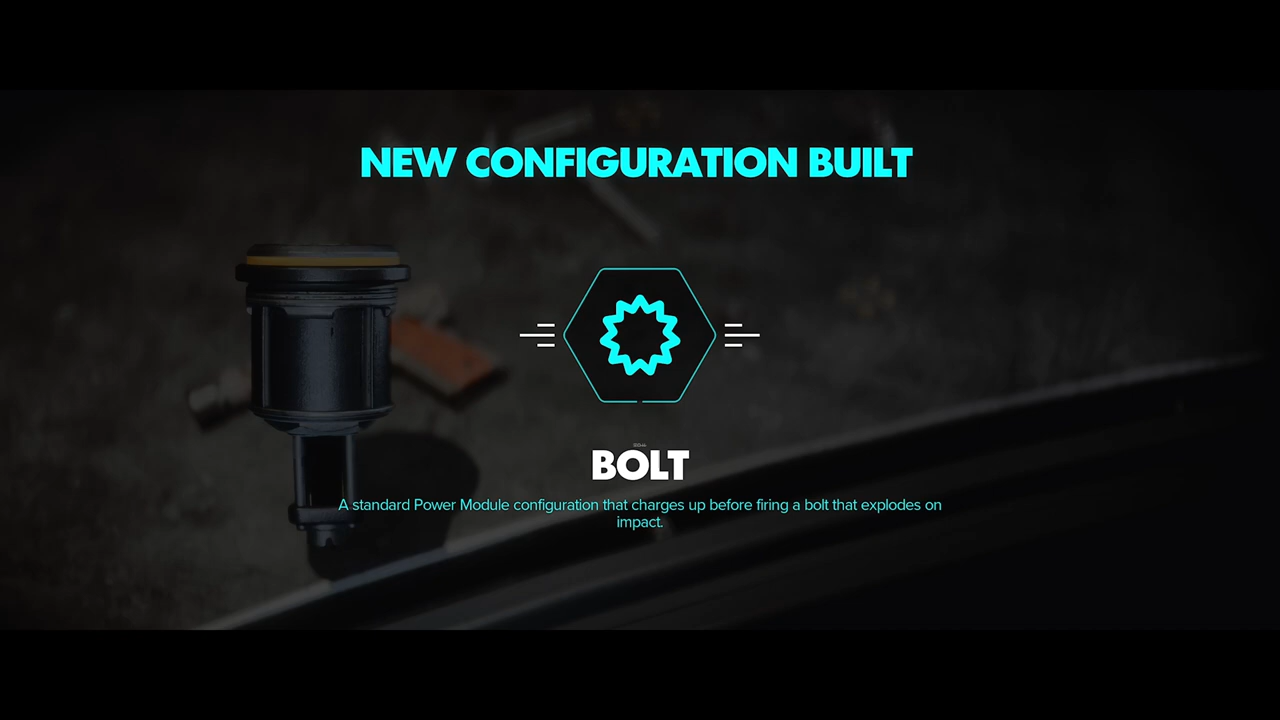 NEW CONFIGURATION BUILT
BOLT
A standard Power Module configuration that charges up before firing a bolt that explodes on
impact.